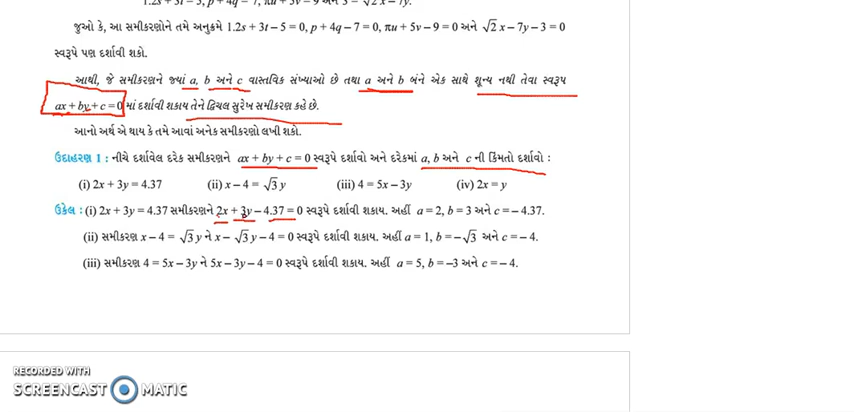 જુઓ કે, આ સમીકરણોને તમે અનુક્રમે 1.2s + 3t – 5 = 0, p + 4q – 7 = 0, πu + 5v – 9 = 0 અને √2 x – 7y – 3 = 0
સ્વરૂપે પણ દર્શાવી શકો.
આથી, જે સમીકરણને જ્યાં a, b અને c વાસ્તવિક સંખ્યાઓ છે તથા a અને b બંને એક સાથે શૂન્ય નથી તેવા સ્વરૂપ
ax + by + c = 0 માં દર્શાવી શકાય તેને દ્વિચલ સુરેખ સમીકરણ કહે છે.
આનો અર્થ એ થાય કે તમે આવાં અનેક સમીકરણો લખી શકો.
ઉદાહરણ 1 : નીચે દર્શાવેલ દરેક સમીકરણને ax + by + c = 0 સ્વરૂપે દર્શાવો અને દરેકમાં a, b અને c ની કિંમતો દર્શાવો :
(i) 2x + 3y = 4.37 (ii) x – 4 = √3 y (iii) 4 = 5x – 3y (iv) 2x = y
ઉકેલ : (i) 2x + 3y = 4.37 સમીકરણને 2x + 3y – 4.37 = 0 સ્વરૂપે દર્શાવી શકાય. અહીં a = 2, b = 3 અને c = – 4.37.
(ii) સમીકરણ x – 4 = √3 y ને x – √3 y – 4 = 0 સ્વરૂપે દર્શાવી શકાય. અહીં a = 1, b = – √3 અને c = – 4.
(iii) સમીકરણ 4 = 5x – 3y ને 5x – 3y – 4 = 0 સ્વરૂપે દર્શાવી શકાય. અહીં a = 5, b = –3 અને c = – 4.
RECORDED WITH
SCREENCAST MATIC